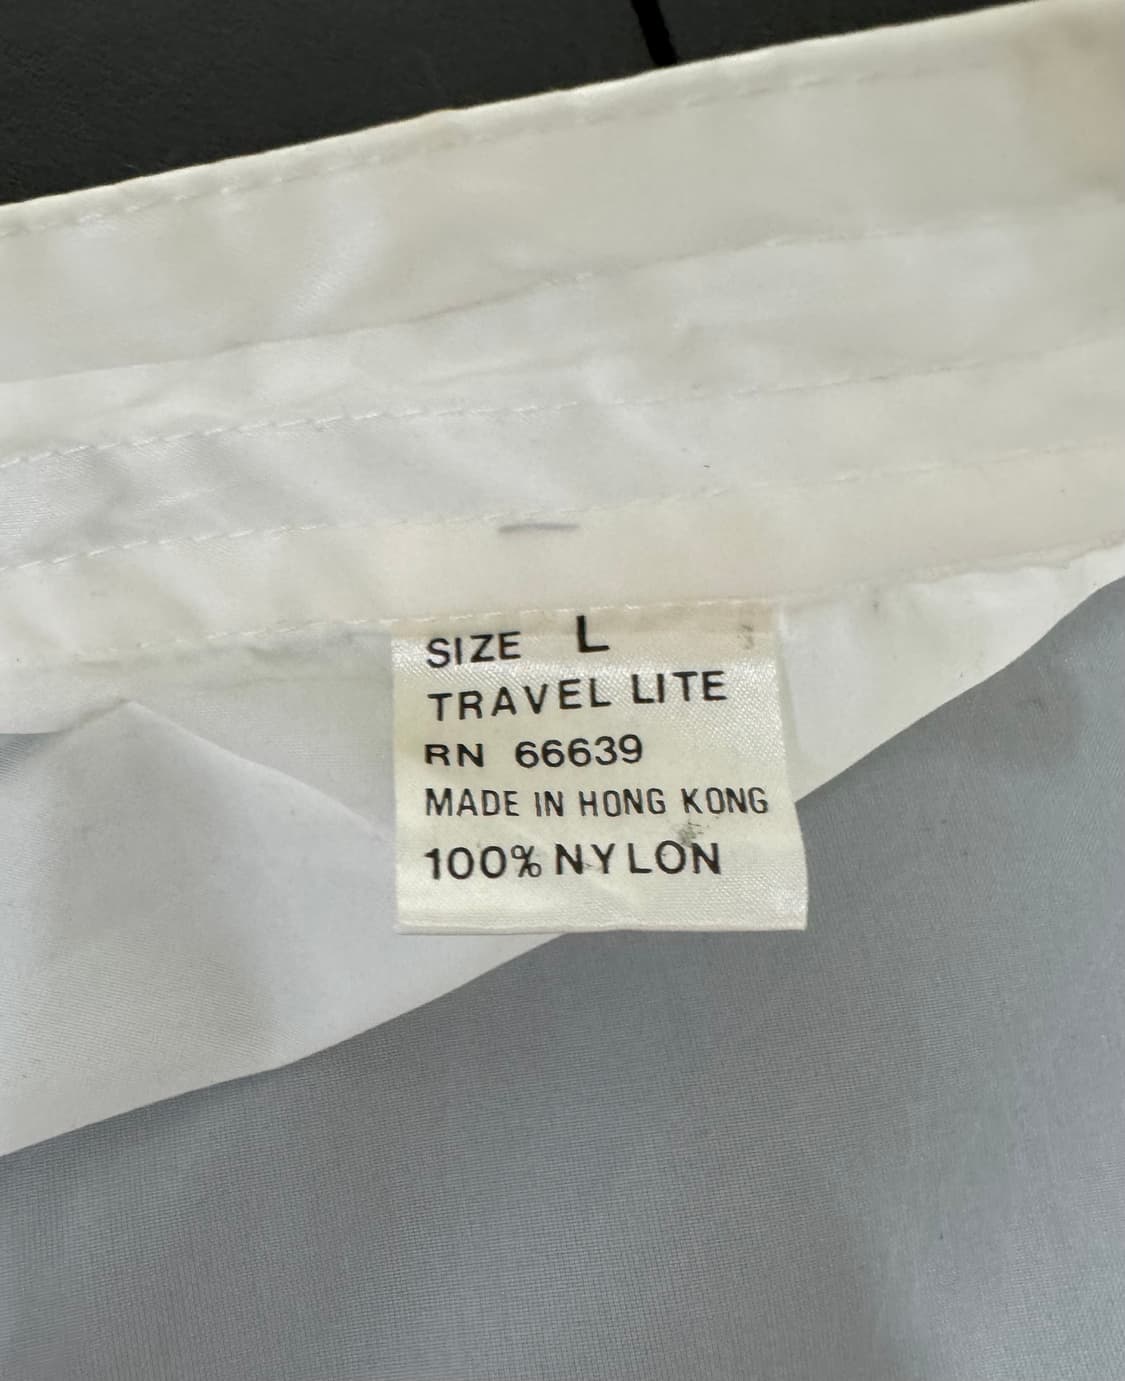 SIZE L
TRAVEL LITE
RN 66639
MADE IN HONG KONG
100% NYLON